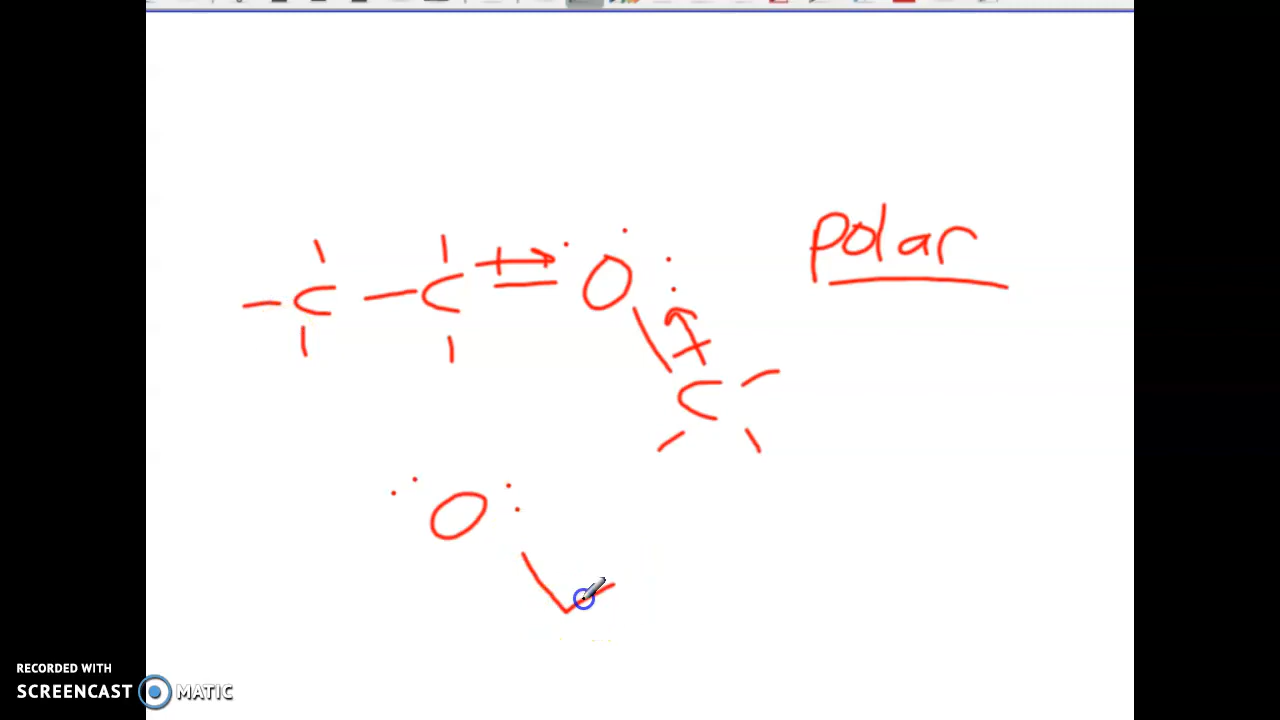 polar
C C O
C
O
RECORDED WITH
SCREENCAST MATIC